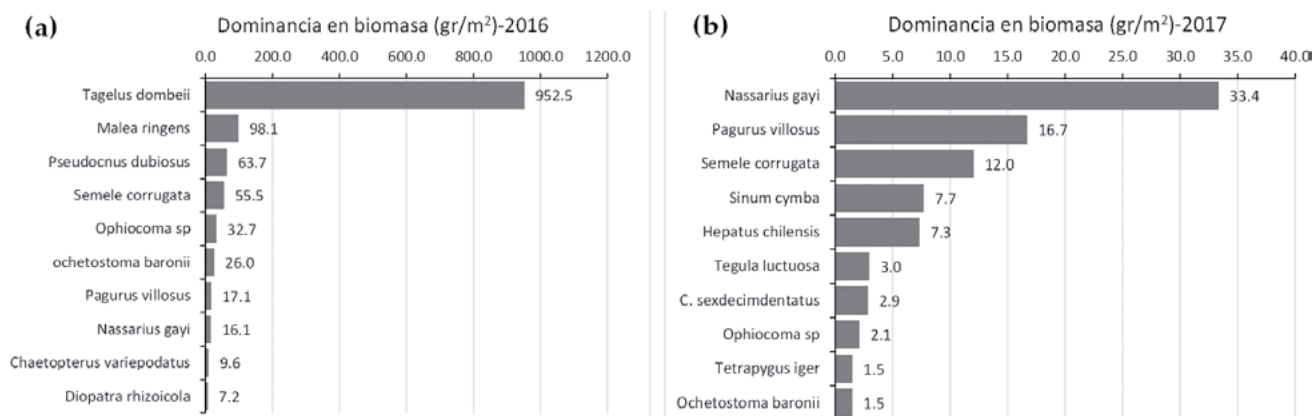 (a)
Dominancia en biomasa (gr/m²)-2016
0.0 200.0 400.0 600.0 800.0 1000.0 1200.0
Tagelus dombeii 952.5
Malea ringens 98.1
Pseudocnus dubiosus 63.7
Semele corrugata 55.5
Ophiocoma sp 32.7
ochetostoma baronii 26.0
Pagurus villosus 17.1
Nassarius gayi 16.1
Chaetopterus variepodatus 9.6
Diopatra rhizoicola 7.2
(b)
Dominancia en biomasa (gr/m²)-2017
0.0 5.0 10.0 15.0 20.0 25.0 30.0 35.0 40.0
Nassarius gayi 33.4
Pagurus villosus 16.7
Semele corrugata 12.0
Sinum cymba 7.7
Hepatus chilensis 7.3
Tegula luctuosa 3.0
C. sexdecimdentatus 2.9
Ophiocoma sp 2.1
Tetrapygus iger 1.5
Ochetostoma baronii 1.5